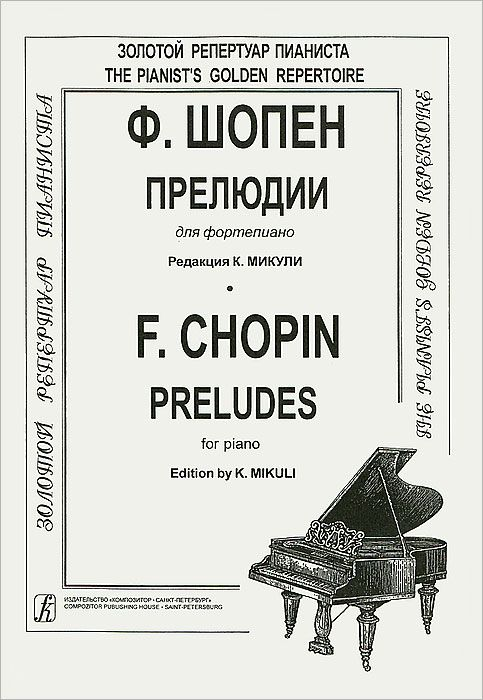 ЗОЛОТОЙ РЕПЕРТУАР ПИАНИСТА
THE PIANIST'S GOLDEN REPERTOIRE
ЗОЛОТОЙ РЕПЕРТУАР ПИАНИСТА
THE PIANIST'S GOLDEN REPERTOIRE
Ф. ШОПЕН
ПРЕЛЮДИИ
для фортепиано
Редакция К. МИКУЛИ
•
F. CHOPIN
PRELUDES
for piano
Edition by K. MIKULI
ИЗДАТЕЛЬСТВО «КОМПОЗИТОР • САНКТ-ПЕТЕРБУРГ»
COMPOZITOR PUBLISHING HOUSE • SAINT-PETERSBURG